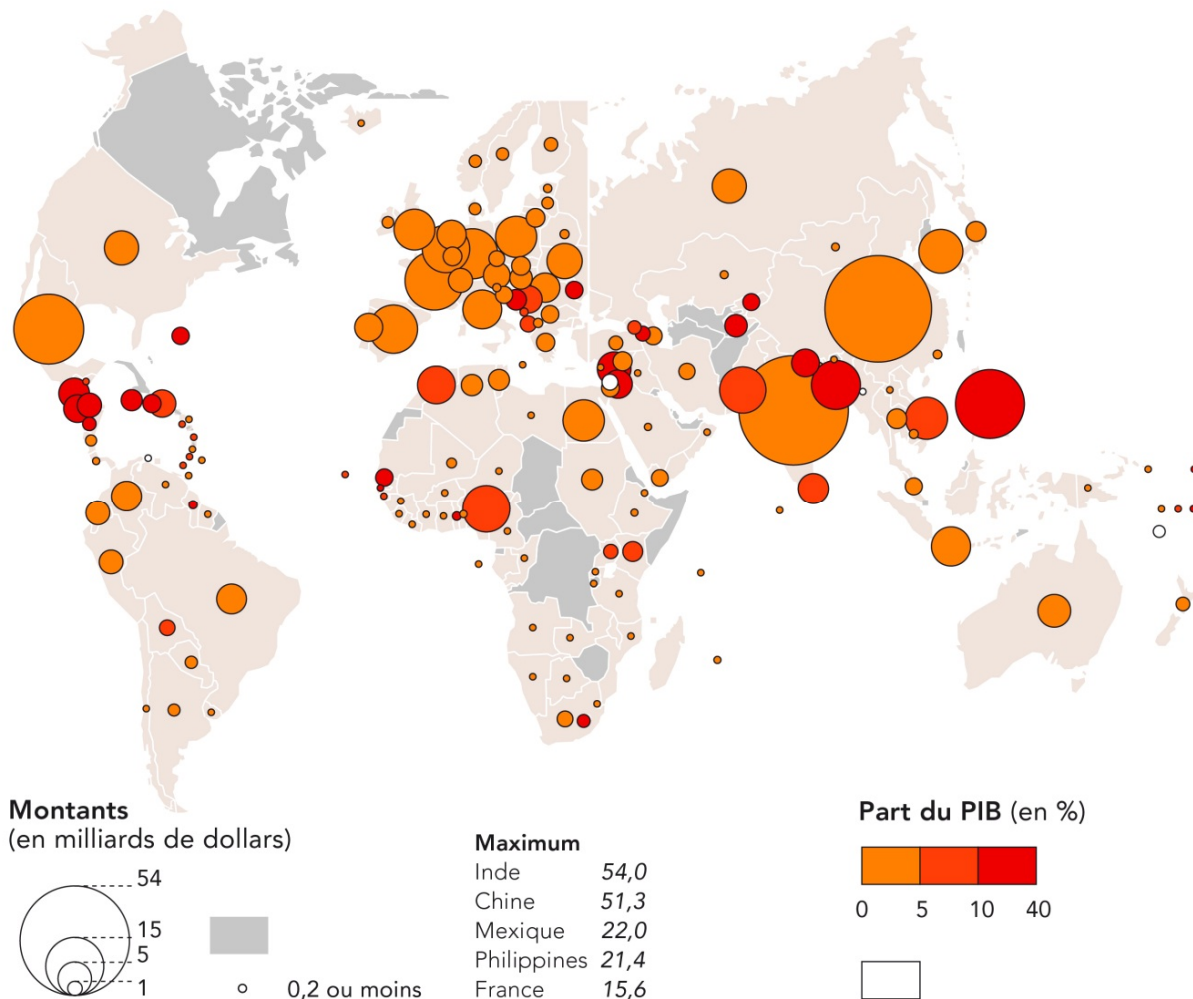 Montants
(en milliards de dollars)
54
15
5
1
0,2 ou moins
Maximum
Inde 54,0
Chine 51,3
Mexique 22,0
Philippines 21,4
France 15,6
Part du PIB (en %)
0 5 10 40